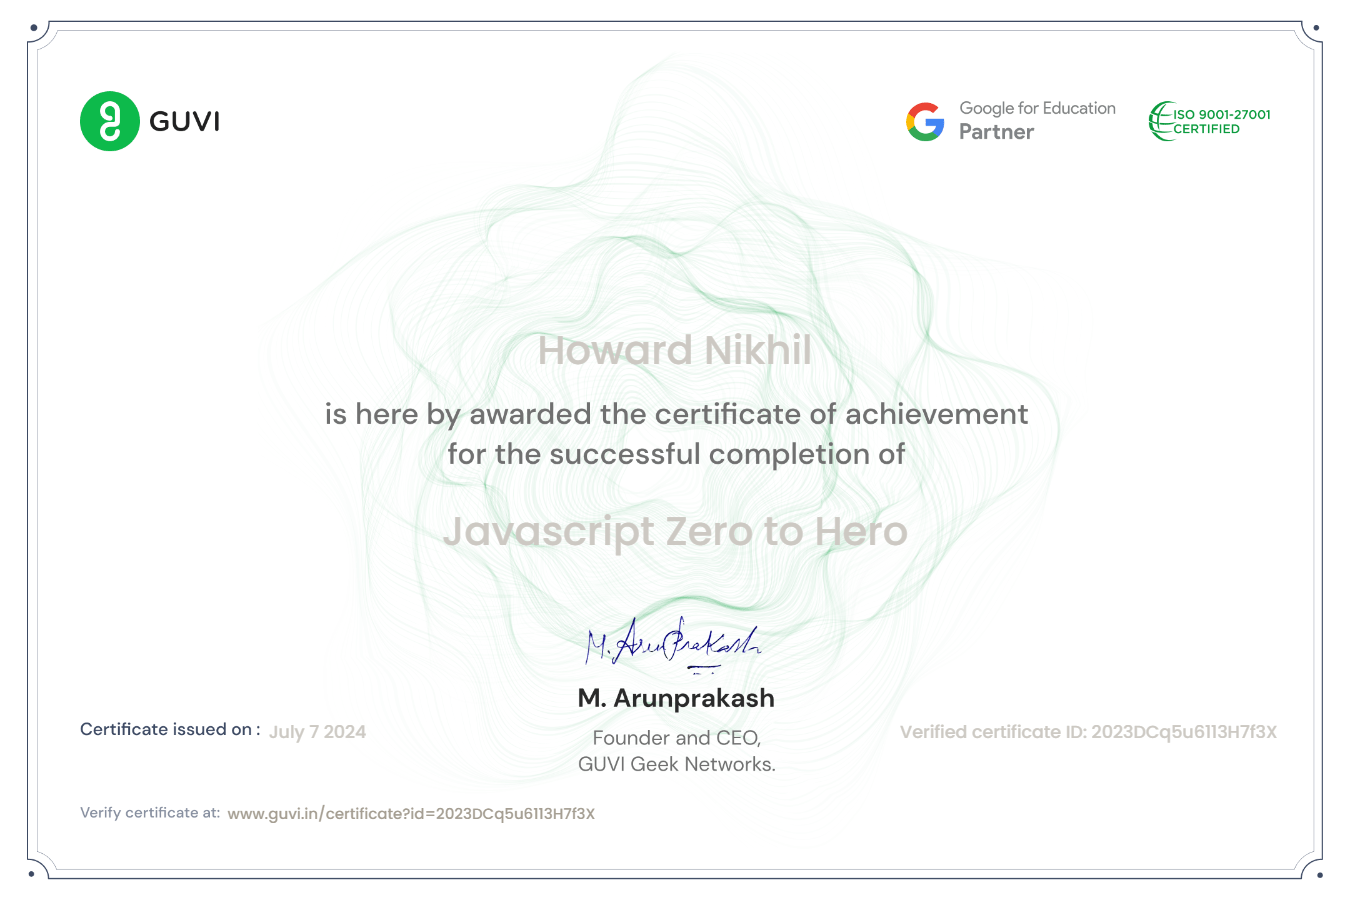 GUVI
Google for Education
Partner
ISO 9001-27001
CERTIFIED
Howard Nikhil
is here by awarded the certificate of achievement
for the successful completion of
Javascript Zero to Hero
M. Arunprakash
M. Arunprakash
Founder and CEO,
GUVI Geek Networks.
Certificate issued on : July 7 2024
Verified certificate ID: 2023DCq5u6113H7f3X
Verify certificate at: www.guvi.in/certificate?id=2023DCq5u6113H7f3X